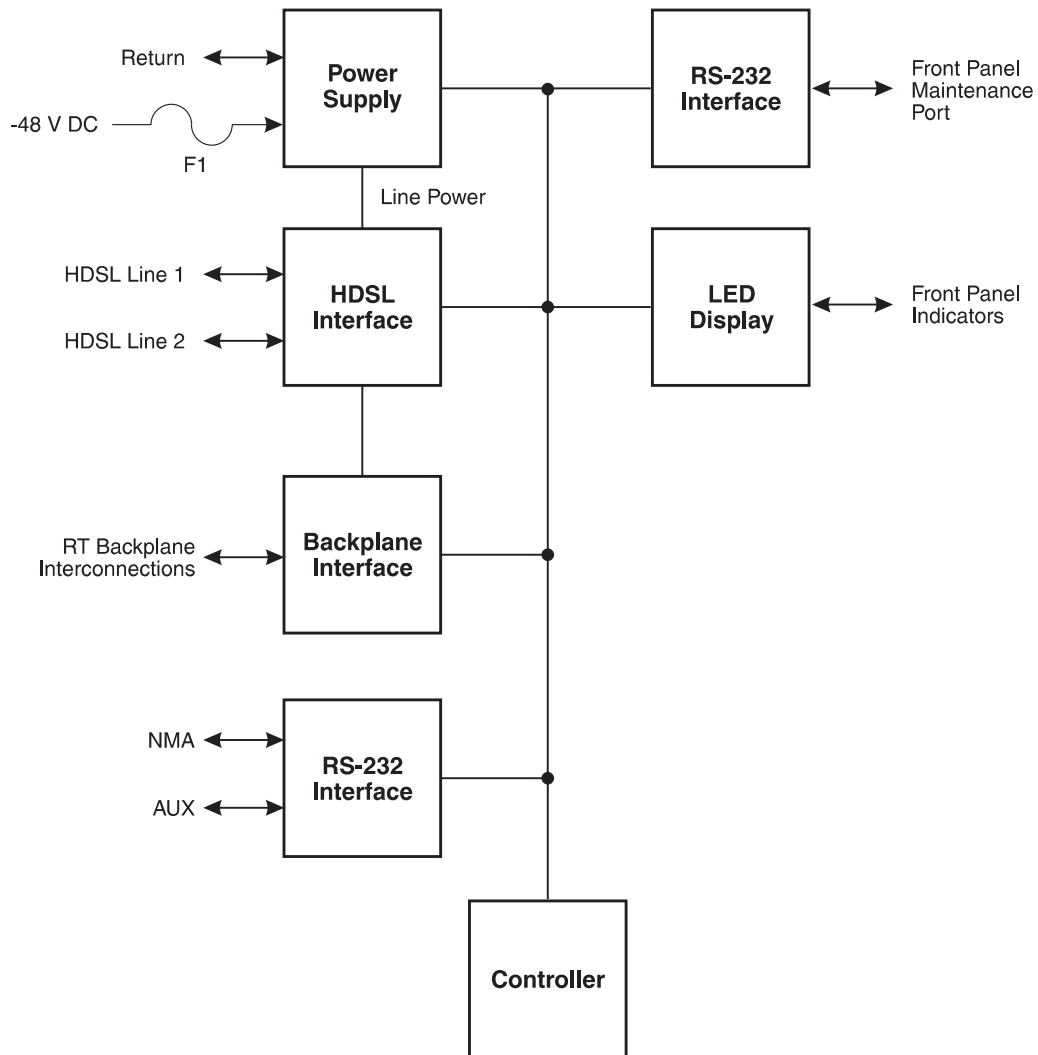 Return
Power
Supply
RS-232
Interface
Front Panel
Maintenance
Port
-48 V DC
F1
Line Power
HDSL Line 1
HDSL
Interface
HDSL Line 2
LED
Display
Front Panel
Indicators
RT Backplane
Interconnections
Backplane
Interface
NMA
RS-232
Interface
AUX
Controller